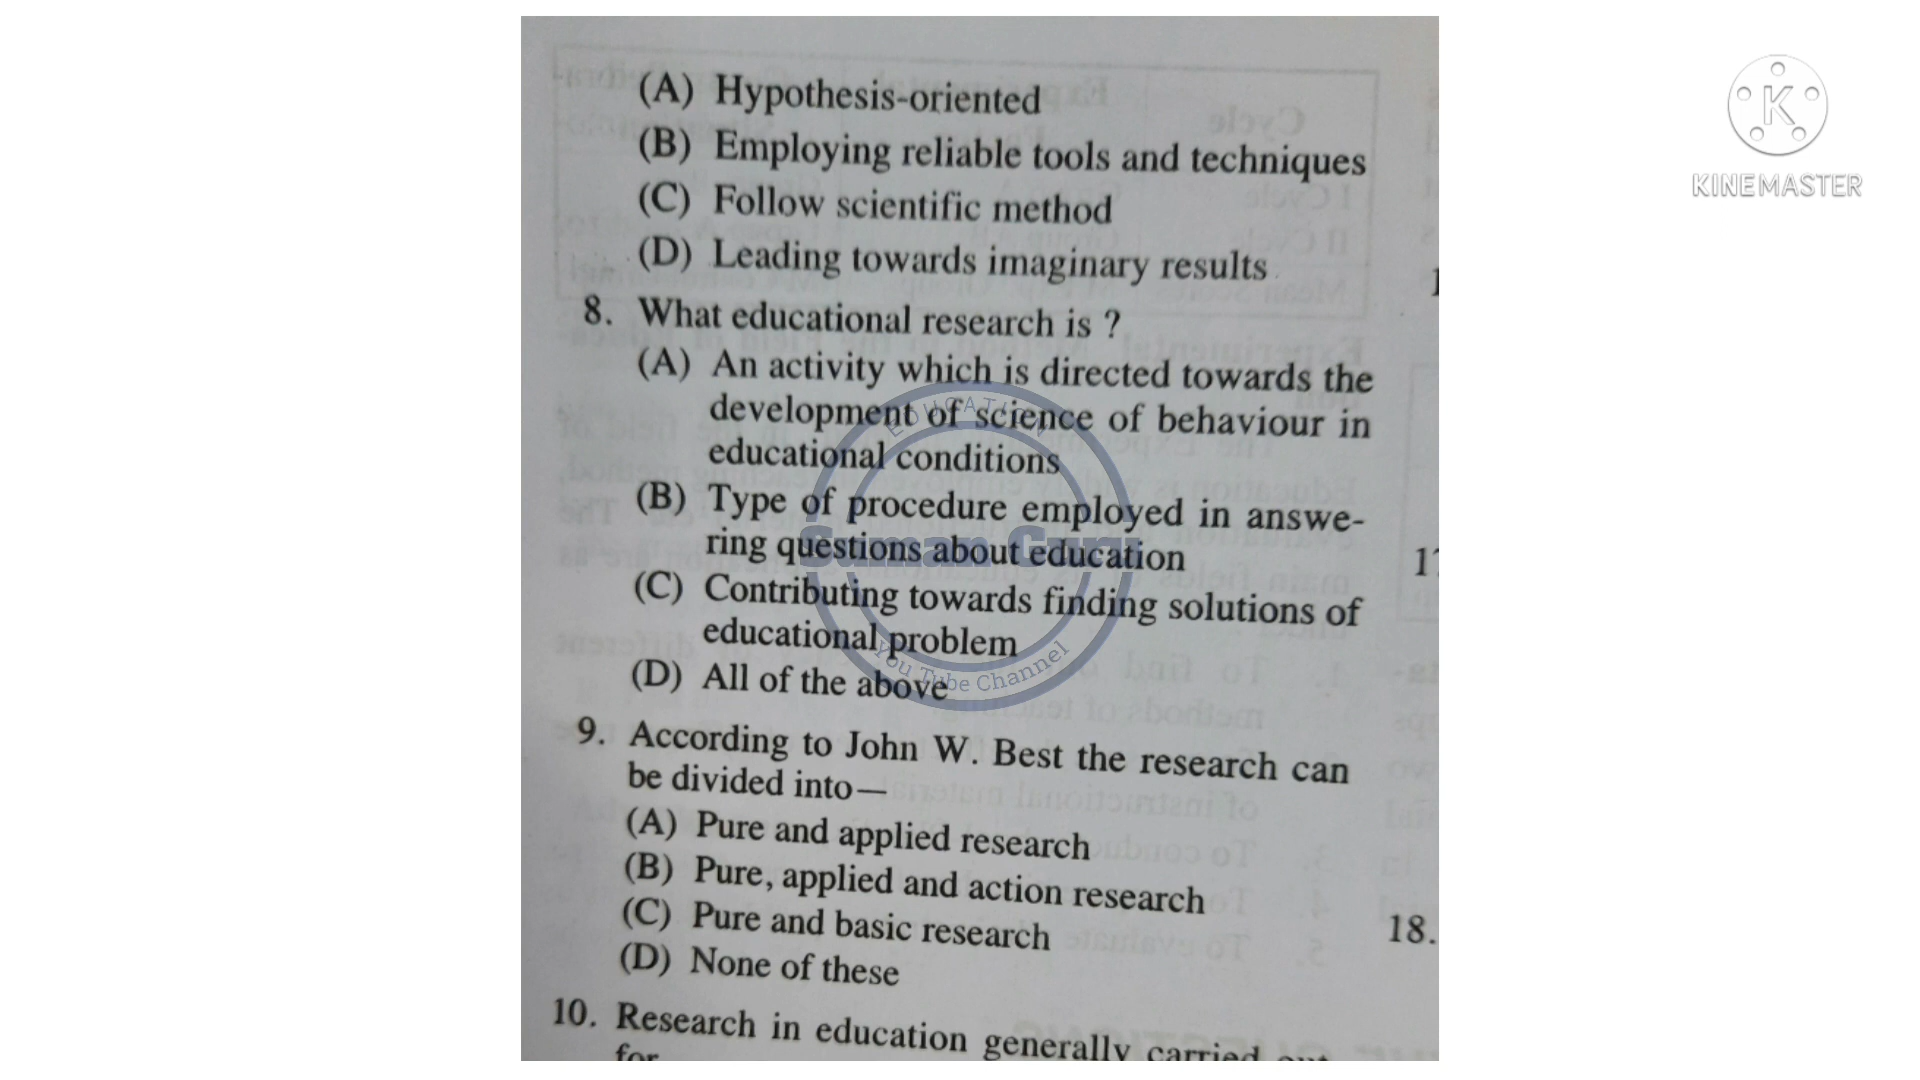 (A) Hypothesis-oriented
(B) Employing reliable tools and techniques
(C) Follow scientific method
(D) Leading towards imaginary results
8. What educational research is ?
(A) An activity which is directed towards the
development of science of behaviour in
educational conditions
(B) Type of procedure employed in answe-
ring questions about education
(C) Contributing towards finding solutions of
educational problem
(D) All of the above
9. According to John W. Best the research can
be divided into—
(A) Pure and applied research
(B) Pure, applied and action research
(C) Pure and basic research
(D) None of these
10. Research in education generally carried out
for
18.
EDUCATION
Suman Guri
You Tube Channel
K
KINEMASTER